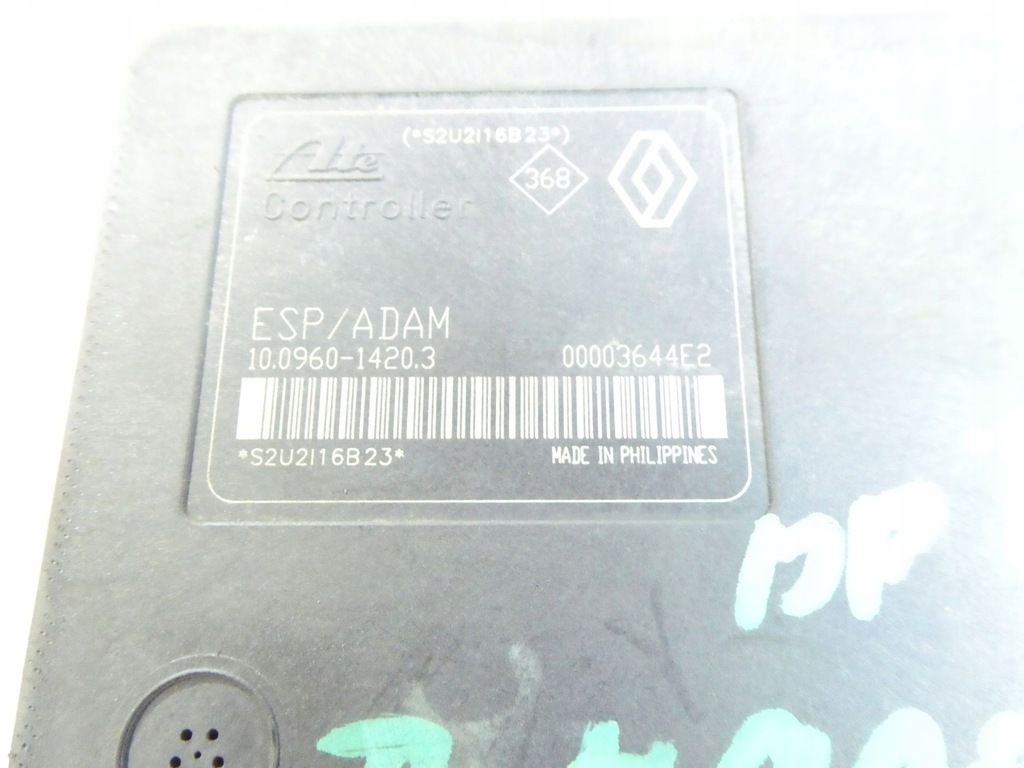 (*S2U2I16B23*)
Ate
368
Controller
ESP/ADAM
10.0960-1420.3 00003644E2
*S2U2I16B23* MADE IN PHILIPPINES